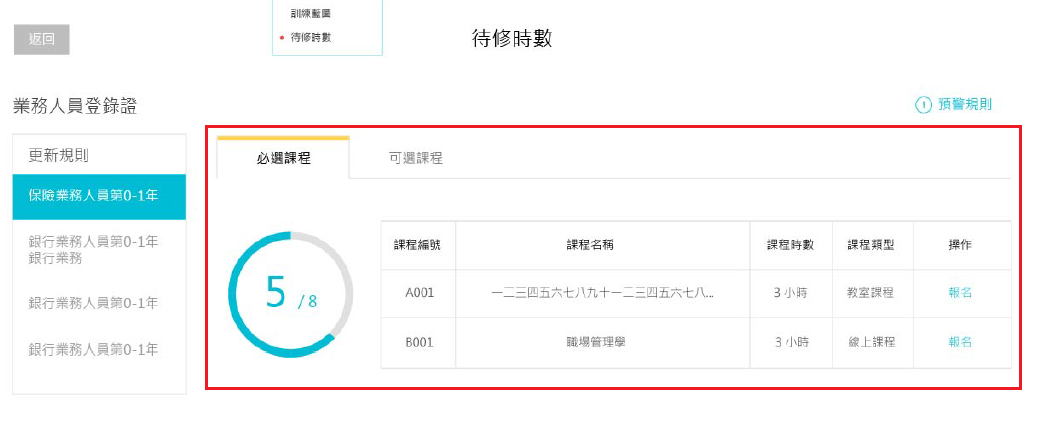 訓練藍圖
• 待修時數
返回
待修時數
業務人員登錄證
預警規則
更新規則
保險業務人員第0-1年
銀行業務人員第0-1年
銀行業務
銀行業務人員第0-1年
銀行業務人員第0-1年
必選課程
可選課程
5 / 8
課程編號 課程名稱 課程時數 課程類型 操作
A001 一二三四五六七八九十一二三四五六七八... 3 小時 教室課程 報名
B001 職場管理學 3 小時 線上課程 報名